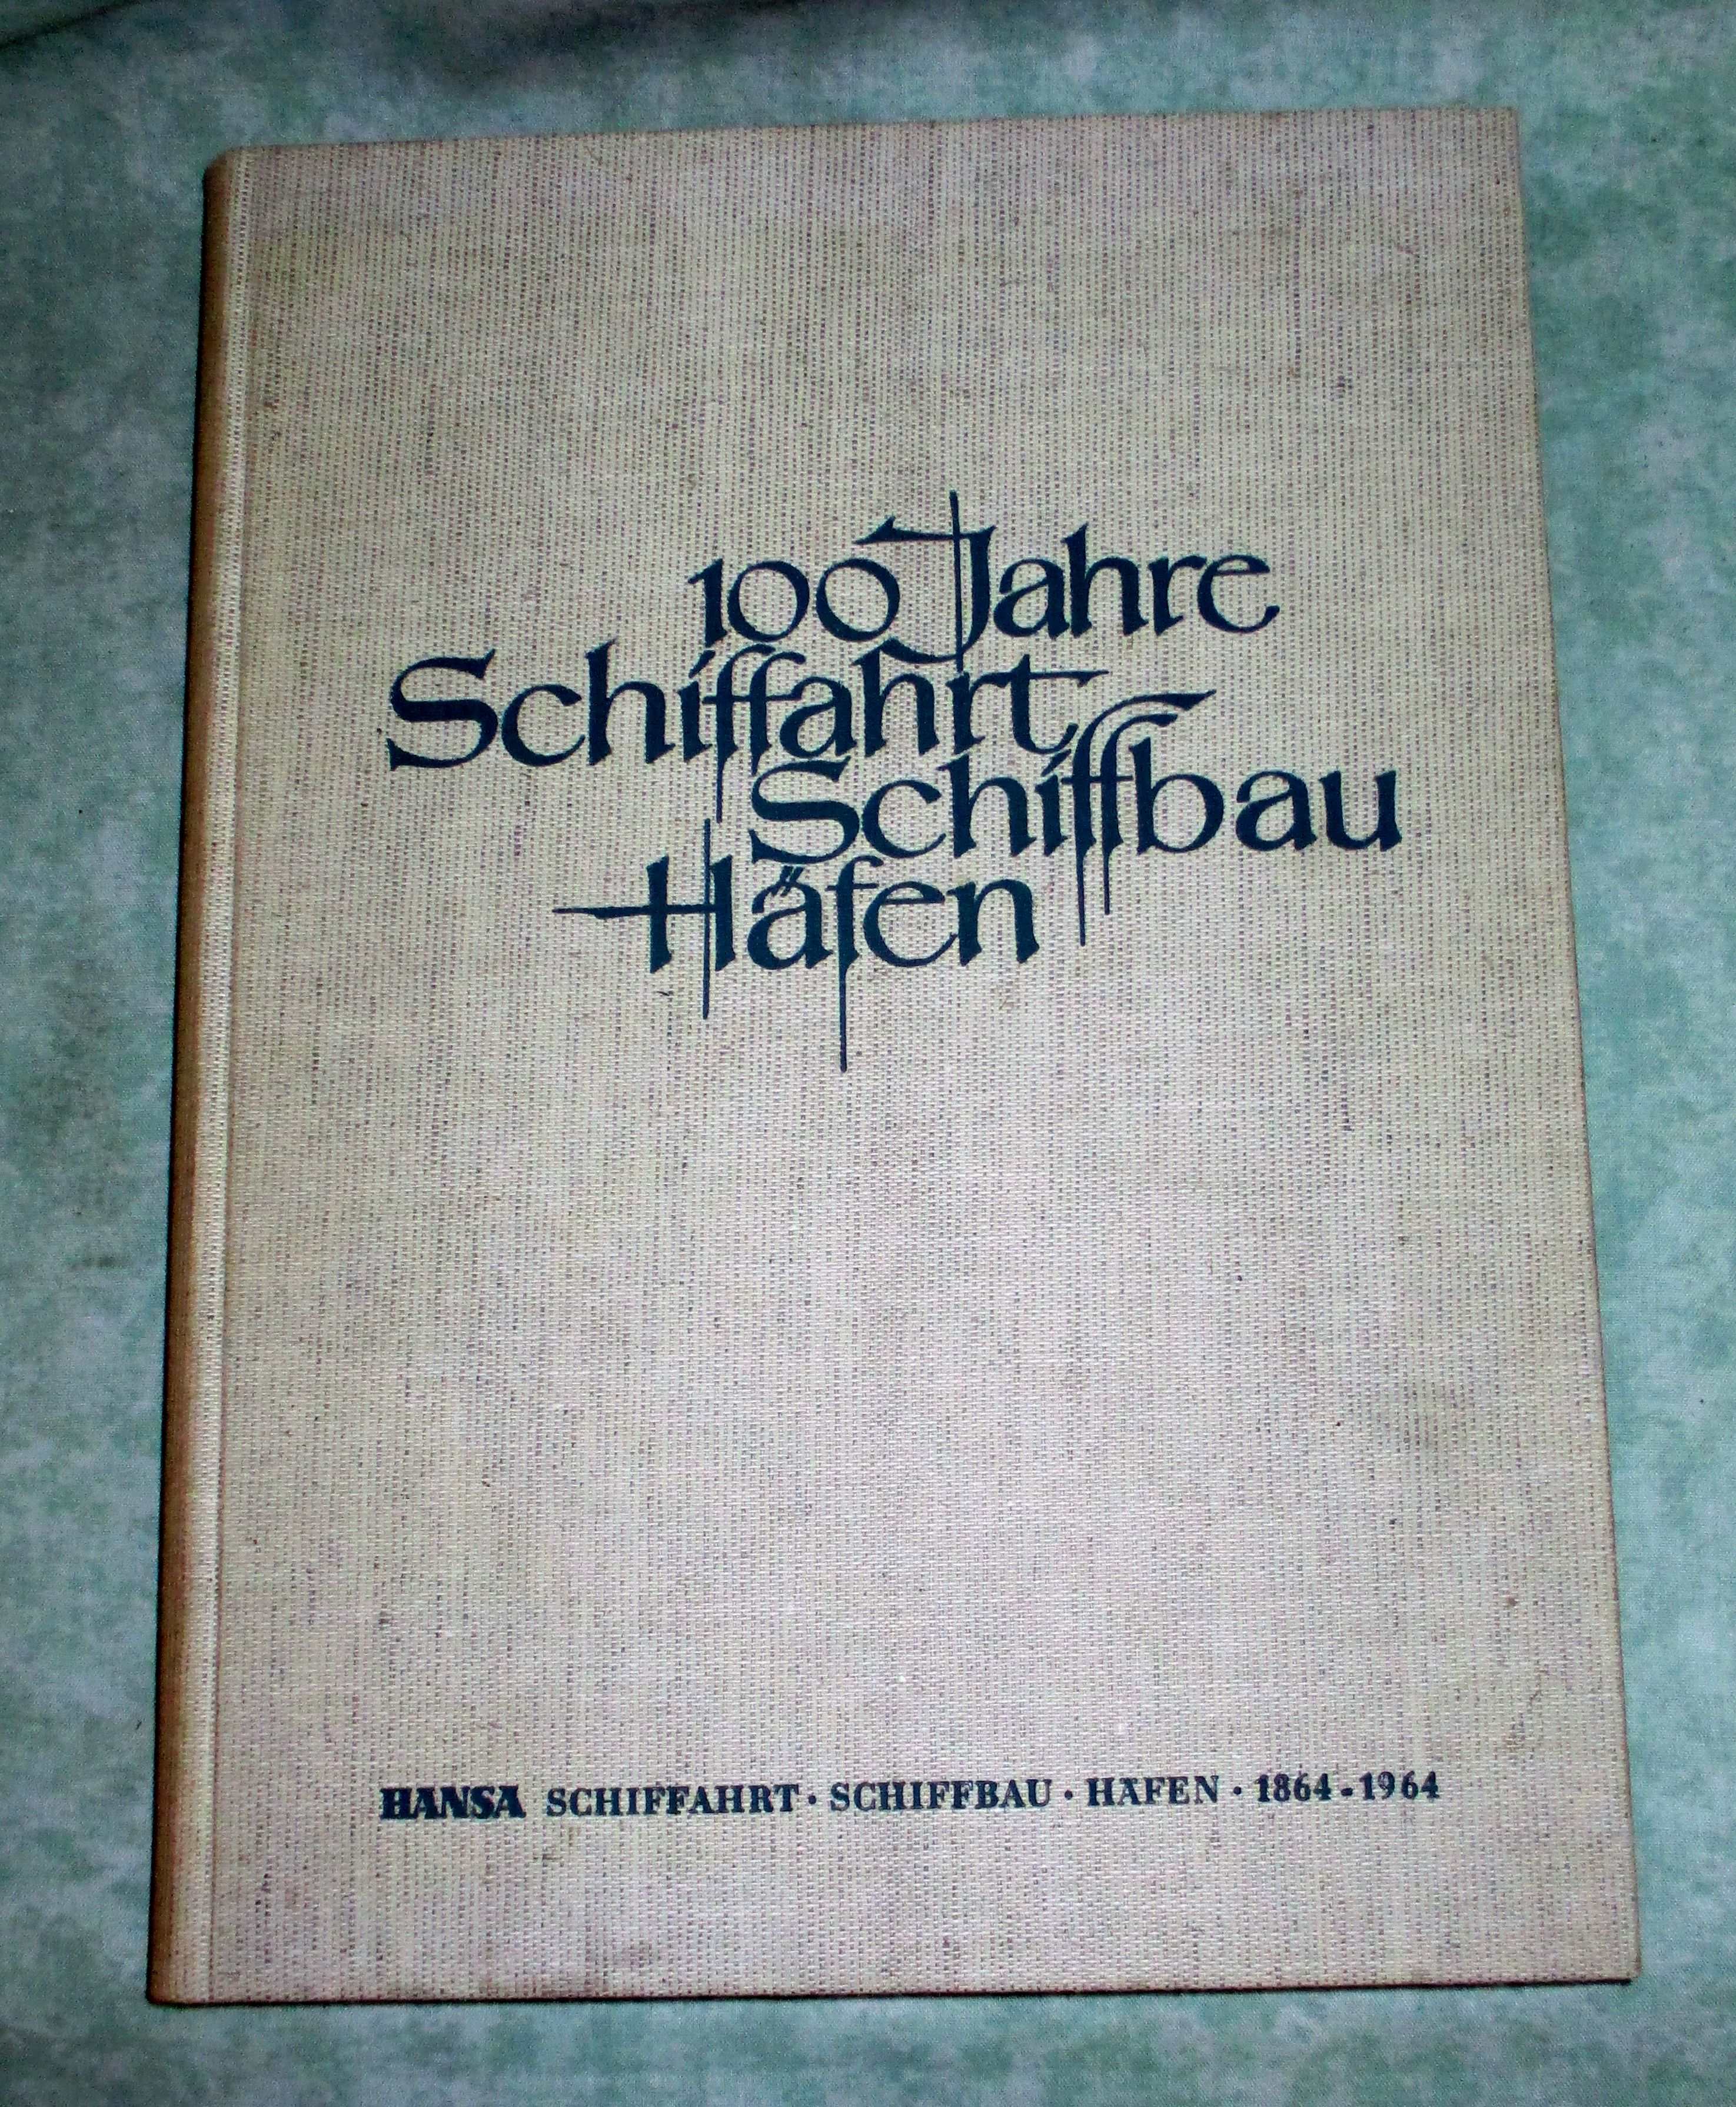 100 Jahre
Schiffahrt
Schiffbau
Häfen
HANSA SCHIFFAHRT · SCHIFFBAU · HÄFEN · 1864-1964